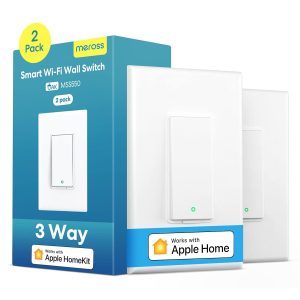 2
Pack
meross
Smart Wi-Fi Wall Switch
MSS550
2 pack
3 Way
Works with
Apple HomeKit
Works with
Apple Home